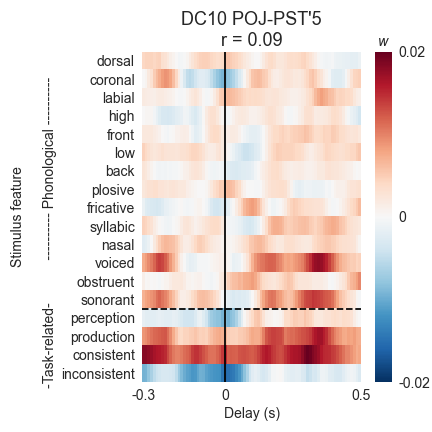 DC10 POJ-PST'5
r = 0.09
w
dorsal
coronal
labial
high
front
low
back
plosive
fricative
syllabic
nasal
voiced
obstruent
sonorant
perception
production
consistent
inconsistent
Stimulus feature
-Task-related- ----------- Phonological -----------
0.02
0
-0.02
-0.3
0
0.5
Delay (s)